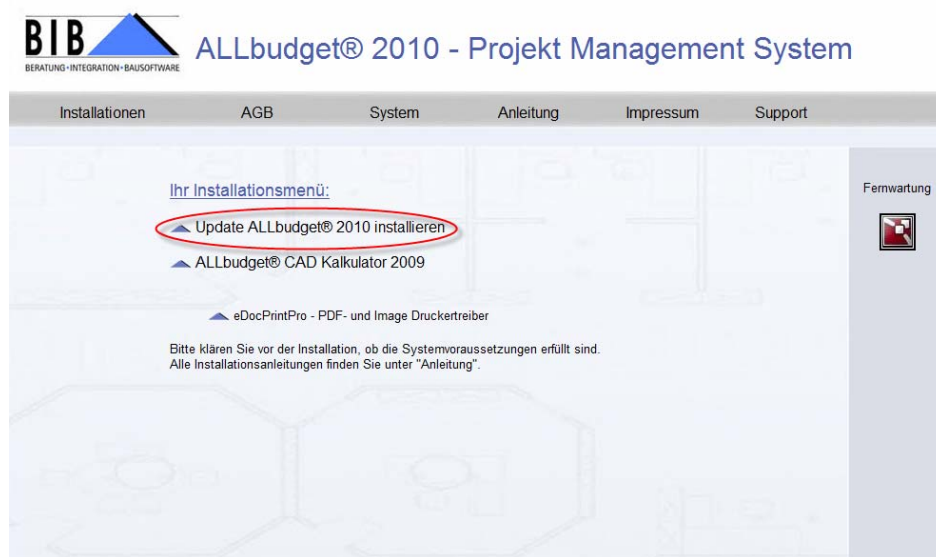 BIB
BERATUNG•INTEGRATION•BAUSOFTWARE
ALLbudget® 2010 - Projekt Management System
Installationen AGB System Anleitung Impressum Support
Ihr Installationsmenü:
Fernwartung
Update ALLbudget® 2010 installieren
ALLbudget® CAD Kalkulator 2009
eDocPrintPro - PDF- und Image Druckertreiber
Bitte klären Sie vor der Installation, ob die Systemvoraussetzungen erfüllt sind.
Alle Installationsanleitungen finden Sie unter "Anleitung".